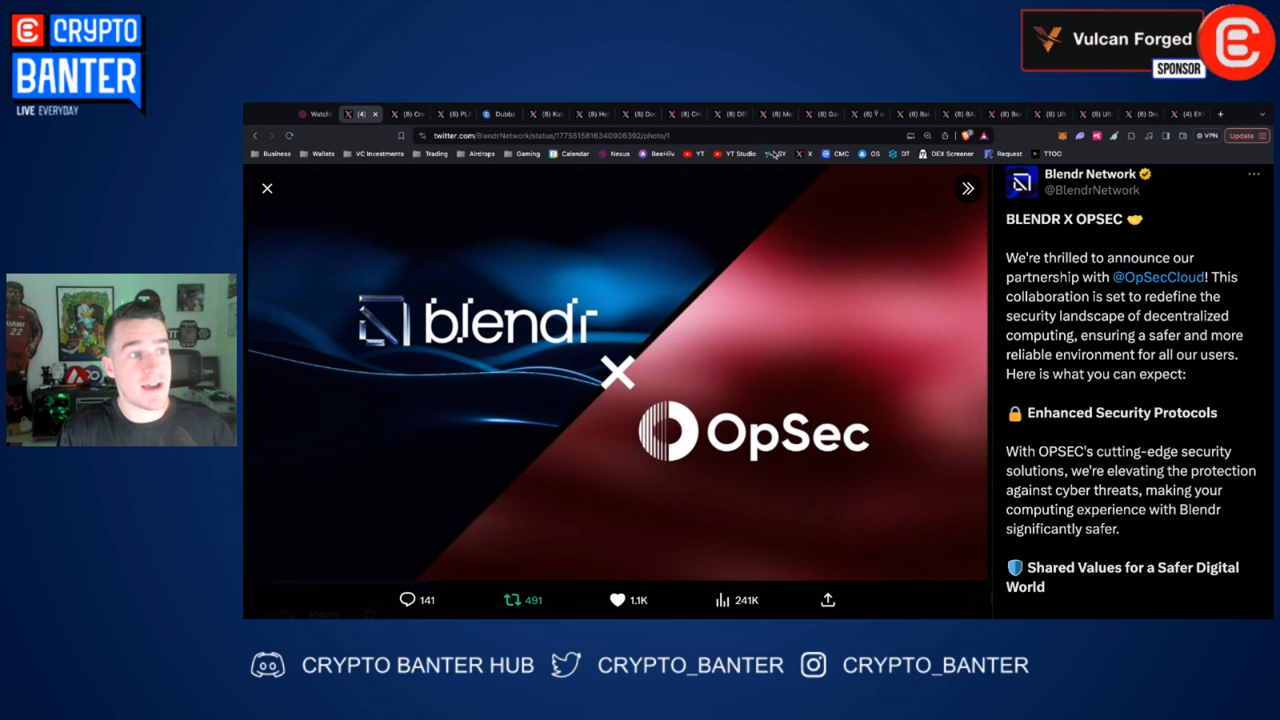 CRYPTO
BANTER
LIVE EVERYDAY
Vulcan Forged
SPONSOR
(4)
twitter.com/BlendrNetwork/status/1775515816340906392/photo/1
VPN
Update
Business
Wallets
VC Investments
Trading
Airdrops
Gaming
Calendar
Nexus
BeeHiiv
YT
YT Studio
X
CMC
OS
DT
DEX Screener
Request
TTOO
Blendr Network
@BlendrNetwork
BLENDR X OPSEC 🤝
We're thrilled to announce our
partnership with @OpSecCloud! This
collaboration is set to redefine the
security landscape of decentralized
computing, ensuring a safer and more
reliable environment for all our users.
Here is what you can expect:
🔒 Enhanced Security Protocols
With OPSEC's cutting-edge security
solutions, we're elevating the protection
against cyber threats, making your
computing experience with Blendr
significantly safer.
🛡️ Shared Values for a Safer Digital
World
blendr
X
OpSec
141
491
1.1K
241K
MIAMI
22
CRYPTO BANTER HUB
CRYPTO_BANTER
CRYPTO_BANTER